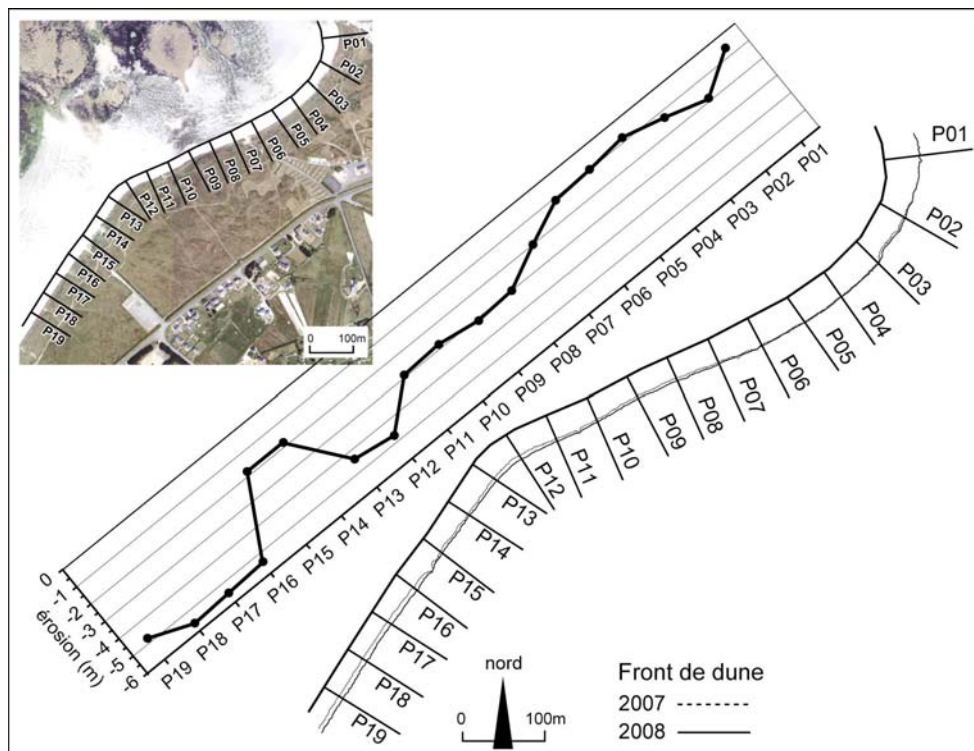 P01
P02
P03
P04
P05
P06
P07
P08
P09
P10
P11
P12
P13
P14
P15
P16
P17
P18
P19
0 100m
0
-1
-2
-3
-4
-5
-6
érosion (m)
P19
P18
P17
P16
P15
P14
P13
P12
P11
P10
P09
P08
P07
P06
P05
P04
P03
P02
P01
P01
P02
P03
P04
P05
P06
P07
P08
P09
P10
P11
P12
P13
P14
P15
P16
P17
P18
P19
nord
0 100m
Front de dune
2007
2008